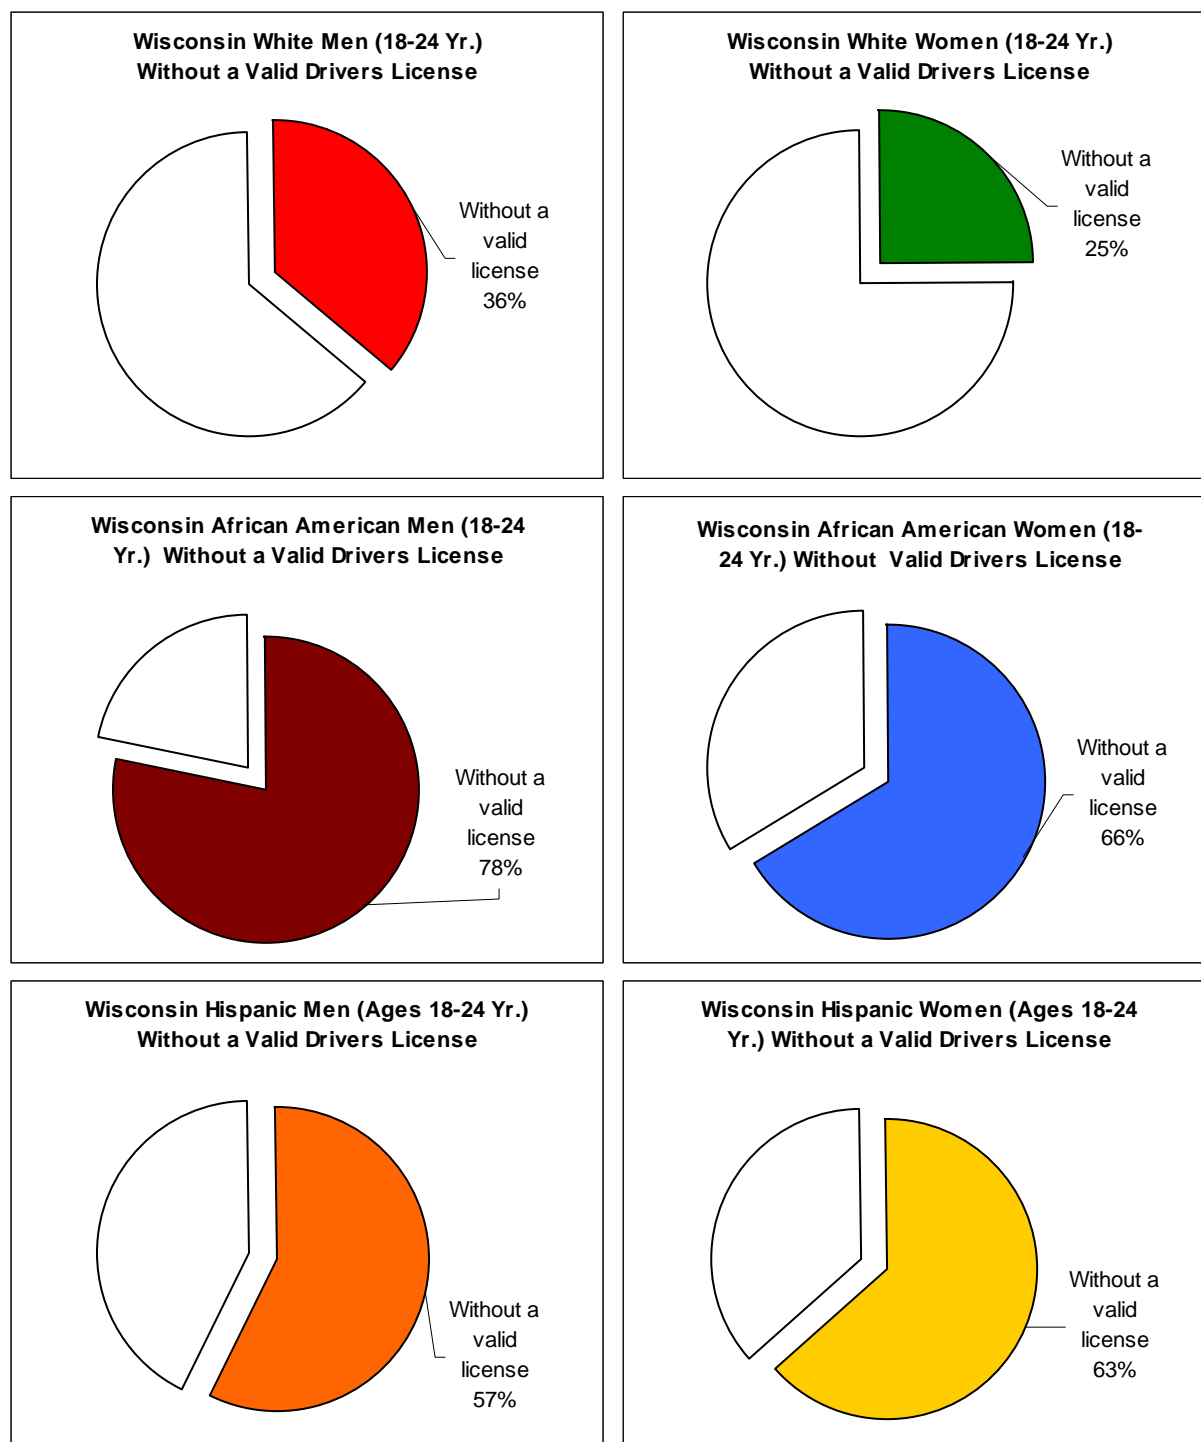 Wisconsin White Men (18-24 Yr.)
Without a Valid Drivers License
Without a
valid
license
36%
Wisconsin White Women (18-24 Yr.)
Without a Valid Drivers License
Without a
valid
license
25%
Wisconsin African American Men (18-24
Yr.)  Without a Valid Drivers License
Without a
valid
license
78%
Wisconsin African American Women (18-
24 Yr.) Without  Valid Drivers License
Without a
valid
license
66%
Wisconsin Hispanic Men (Ages 18-24 Yr.)
Without a Valid Drivers License
Without a
valid
license
57%
Wisconsin Hispanic Women (Ages 18-24
Yr.) Without a Valid Drivers License
Without a
valid
license
63%